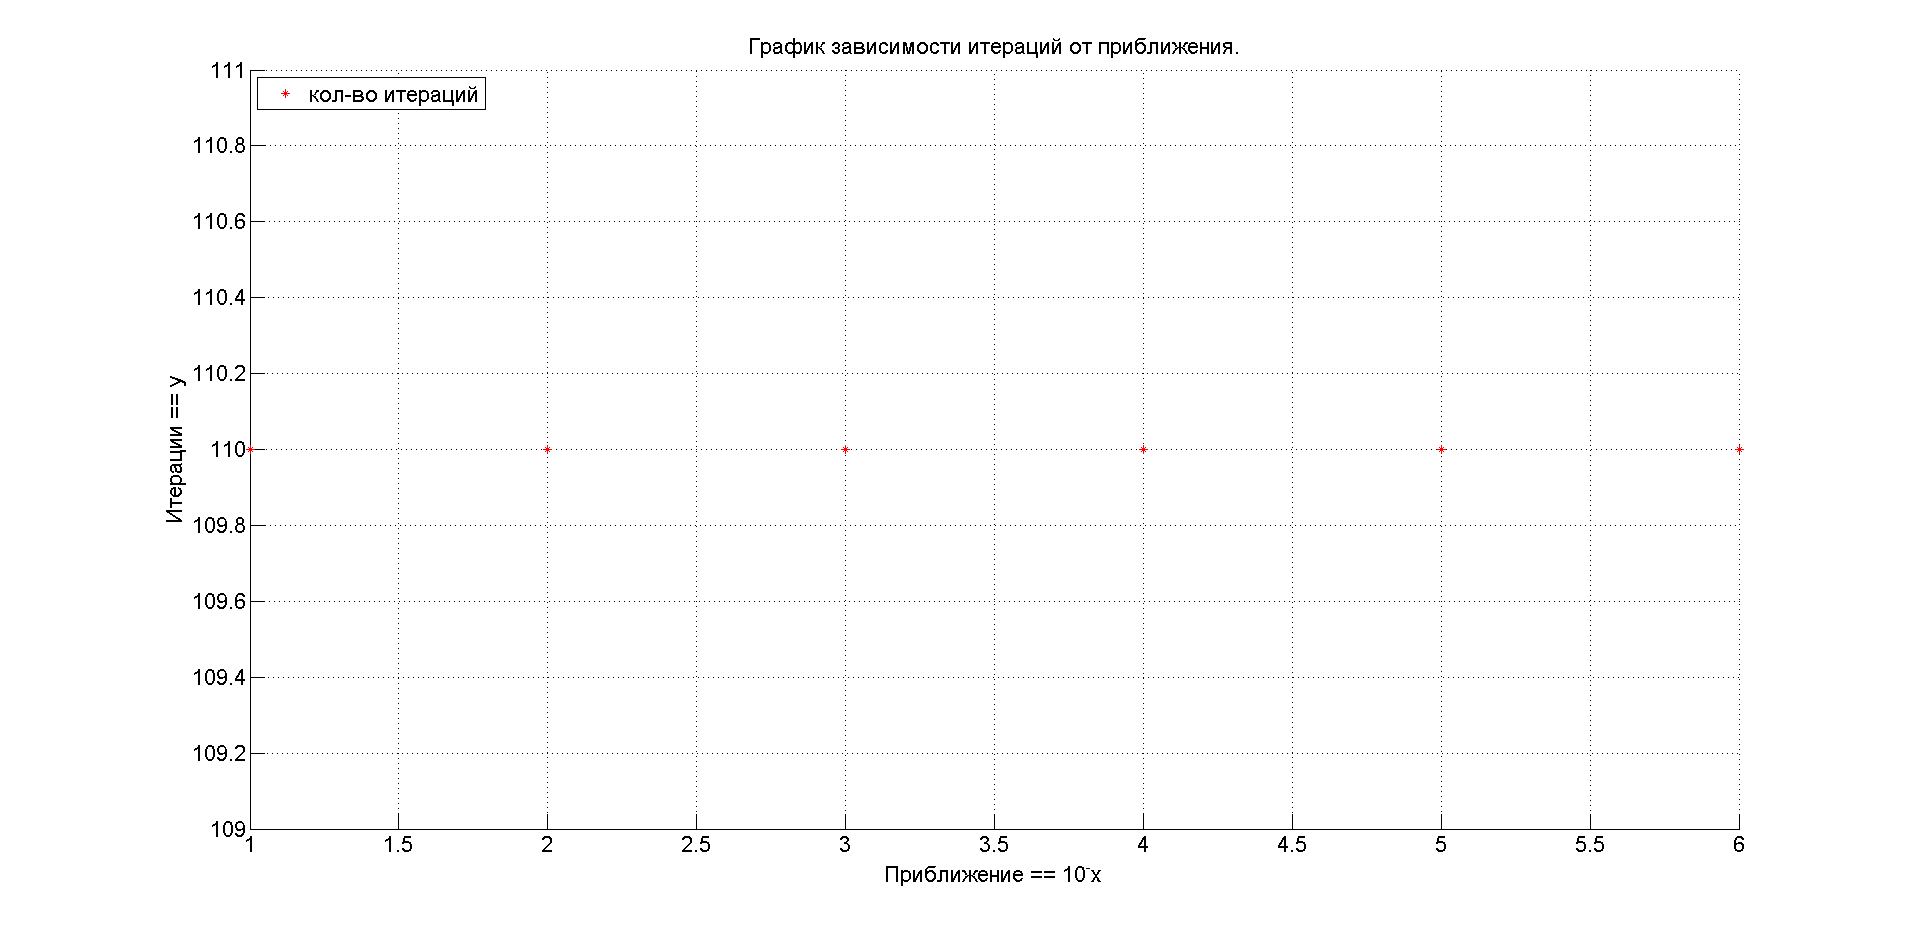 График зависимости итераций от приближения.
кол-во итераций
111
110.8
110.6
110.4
110.2
110
109.8
109.6
109.4
109.2
109
Итерации == y
1 1.5 2 2.5 3 3.5 4 4.5 5 5.5 6
Приближение == 10⁻x